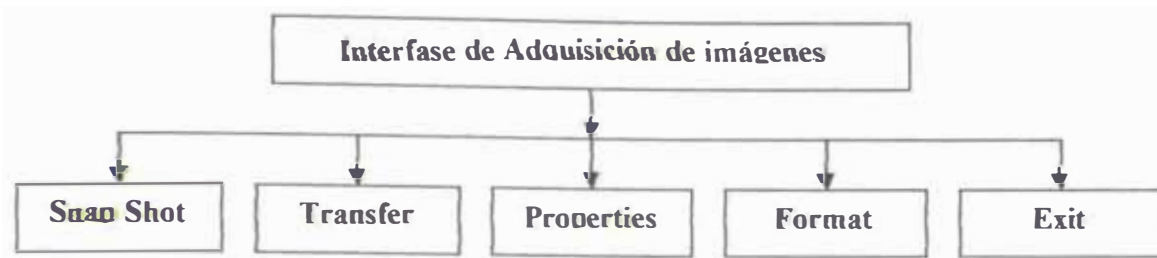 Interfase de Adquisición de imágenes
Snap Shot
Transfer
Properties
Format
Exit